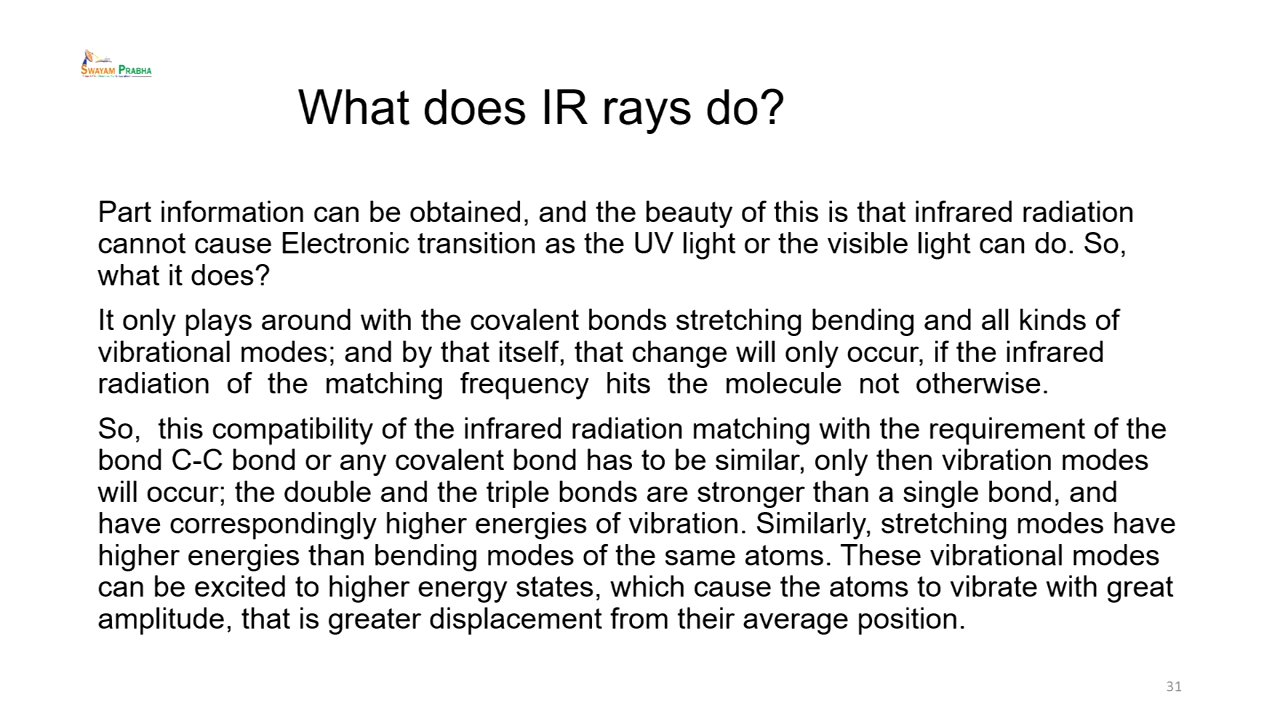 SWAYAM PRABHA
What does IR rays do?
Part information can be obtained, and the beauty of this is that infrared radiation
cannot cause Electronic transition as the UV light or the visible light can do. So,
what it does?
It only plays around with the covalent bonds stretching bending and all kinds of
vibrational modes; and by that itself, that change will only occur, if the infrared
radiation of the matching frequency hits the molecule not otherwise.
So, this compatibility of the infrared radiation matching with the requirement of the
bond C-C bond or any covalent bond has to be similar, only then vibration modes
will occur; the double and the triple bonds are stronger than a single bond, and
have correspondingly higher energies of vibration. Similarly, stretching modes have
higher energies than bending modes of the same atoms. These vibrational modes
can be excited to higher energy states, which cause the atoms to vibrate with great
amplitude, that is greater displacement from their average position.
31